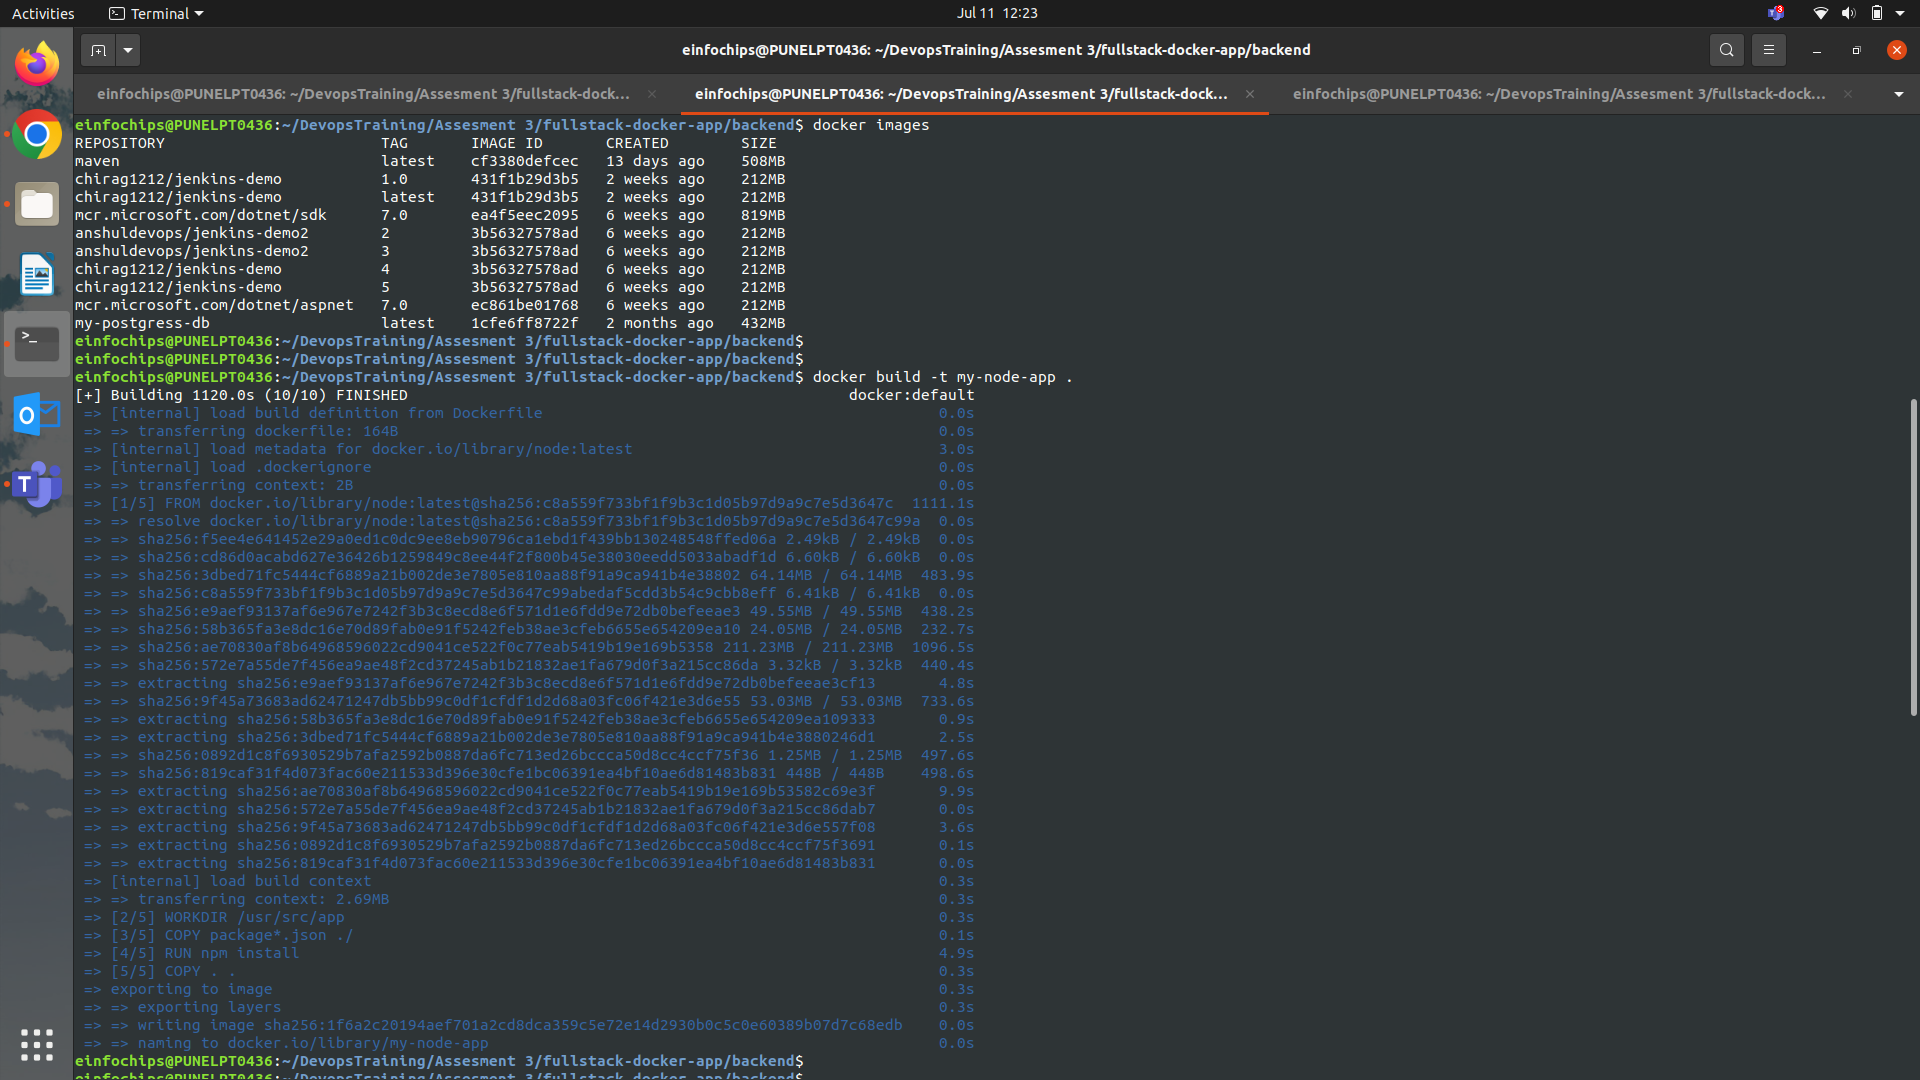 Activities Terminal Jul 11 12:23 3
einfochips@PUNELPT0436: ~/DevopsTraining/Assesment 3/fullstack-docker-app/backend
einfochips@PUNELPT0436: ~/DevopsTraining/Assesment 3/fullstack-dock... einfochips@PUNELPT0436: ~/DevopsTraining/Assesment 3/fullstack-dock... einfochips@PUNELPT0436: ~/DevopsTraining/Assesment 3/fullstack-dock...
einfochips@PUNELPT0436:~/DevopsTraining/Assesment 3/fullstack-docker-app/backend$ docker images
REPOSITORY TAG IMAGE ID CREATED SIZE
maven latest cf3380defcec 13 days ago 508MB
chirag1212/jenkins-demo 1.0 431f1b29d3b5 2 weeks ago 212MB
chirag1212/jenkins-demo latest 431f1b29d3b5 2 weeks ago 212MB
mcr.microsoft.com/dotnet/sdk 7.0 ea4f5eec2095 6 weeks ago 819MB
anshuldevops/jenkins-demo2 2 3b56327578ad 6 weeks ago 212MB
anshuldevops/jenkins-demo2 3 3b56327578ad 6 weeks ago 212MB
chirag1212/jenkins-demo 4 3b56327578ad 6 weeks ago 212MB
chirag1212/jenkins-demo 5 3b56327578ad 6 weeks ago 212MB
mcr.microsoft.com/dotnet/aspnet 7.0 ec861be01768 6 weeks ago 212MB
my-postgress-db latest 1cfe6ff8722f 2 months ago 432MB
einfochips@PUNELPT0436:~/DevopsTraining/Assesment 3/fullstack-docker-app/backend$
einfochips@PUNELPT0436:~/DevopsTraining/Assesment 3/fullstack-docker-app/backend$
einfochips@PUNELPT0436:~/DevopsTraining/Assesment 3/fullstack-docker-app/backend$ docker build -t my-node-app .
[+] Building 1120.0s (10/10) FINISHED docker:default
=> [internal] load build definition from Dockerfile 0.0s
=> => transferring dockerfile: 164B 0.0s
=> [internal] load metadata for docker.io/library/node:latest 3.0s
=> [internal] load .dockerignore 0.0s
=> => transferring context: 2B 0.0s
=> [1/5] FROM docker.io/library/node:latest@sha256:c8a559f733bf1f9b3c1d05b97d9a9c7e5d3647c 1111.1s
=> => resolve docker.io/library/node:latest@sha256:c8a559f733bf1f9b3c1d05b97d9a9c7e5d3647c99a 0.0s
=> => sha256:f5ee4e641452e29a0ed1c0dc9ee8eb90796ca1ebd1f439bb130248548ffed06a 2.49kB / 2.49kB 0.0s
=> => sha256:cd86d0acabd627e36426b1259849c8ee44f2f800b45e38030eedd5033abadf1d 6.60kB / 6.60kB 0.0s
=> => sha256:3dbed71fc5444cf6889a21b002de3e7805e810aa88f91a9ca941b4e38802 64.14MB / 64.14MB 483.9s
=> => sha256:c8a559f733bf1f9b3c1d05b97d9a9c7e5d3647c99abedaf5cdd3b54c9cbb8eff 6.41kB / 6.41kB 0.0s
=> => sha256:e9aef93137af6e967e7242f3b3c8ecd8e6f571d1e6fdd9e72db0befeeae3 49.55MB / 49.55MB 438.2s
=> => sha256:58b365fa3e8dc16e70d89fab0e91f5242feb38ae3cfeb6655e654209ea10 24.05MB / 24.05MB 232.7s
=> => sha256:ae70830af8b64968596022cd9041ce522f0c77eab5419b19e169b5358 211.23MB / 211.23MB 1096.5s
=> => sha256:572e7a55de7f456ea9ae48f2cd37245ab1b21832ae1fa679d0f3a215cc86da 3.32kB / 3.32kB 440.4s
=> => extracting sha256:e9aef93137af6e967e7242f3b3c8ecd8e6f571d1e6fdd9e72db0befeeae3cf13 4.8s
=> => sha256:9f45a73683ad62471247db5bb99c0df1cfdf1d2d68a03fc06f421e3d6e55 53.03MB / 53.03MB 733.6s
=> => extracting sha256:58b365fa3e8dc16e70d89fab0e91f5242feb38ae3cfeb6655e654209ea109333 0.9s
=> => extracting sha256:3dbed71fc5444cf6889a21b002de3e7805e810aa88f91a9ca941b4e3880246d1 2.5s
=> => sha256:0892d1c8f6930529b7afa2592b0887da6fc713ed26bccca50d8cc4ccf75f36 1.25MB / 1.25MB 497.6s
=> => sha256:819caf31f4d073fac60e211533d396e30cfe1bc06391ea4bf10ae6d81483b831 448B / 448B 498.6s
=> => extracting sha256:ae70830af8b64968596022cd9041ce522f0c77eab5419b19e169b53582c69e3f 9.9s
=> => extracting sha256:572e7a55de7f456ea9ae48f2cd37245ab1b21832ae1fa679d0f3a215cc86dab7 0.0s
=> => extracting sha256:9f45a73683ad62471247db5bb99c0df1cfdf1d2d68a03fc06f421e3d6e557f08 3.6s
=> => extracting sha256:0892d1c8f6930529b7afa2592b0887da6fc713ed26bccca50d8cc4ccf75f3691 0.1s
=> => extracting sha256:819caf31f4d073fac60e211533d396e30cfe1bc06391ea4bf10ae6d81483b831 0.0s
=> [internal] load build context 0.3s
=> => transferring context: 2.69MB 0.3s
=> [2/5] WORKDIR /usr/src/app 0.3s
=> [3/5] COPY package*.json ./ 0.1s
=> [4/5] RUN npm install 4.9s
=> [5/5] COPY . . 0.3s
=> exporting to image 0.3s
=> => exporting layers 0.3s
=> => writing image sha256:1f6a2c20194aef701a2cd8dca359c5e72e14d2930b0c5c0e60389b07d7c68edb 0.0s
=> => naming to docker.io/library/my-node-app 0.0s
einfochips@PUNELPT0436:~/DevopsTraining/Assesment 3/fullstack-docker-app/backend$
einfochips@PUNELPT0436:~/DevopsTraining/Assesment 3/fullstack-docker-app/backend$